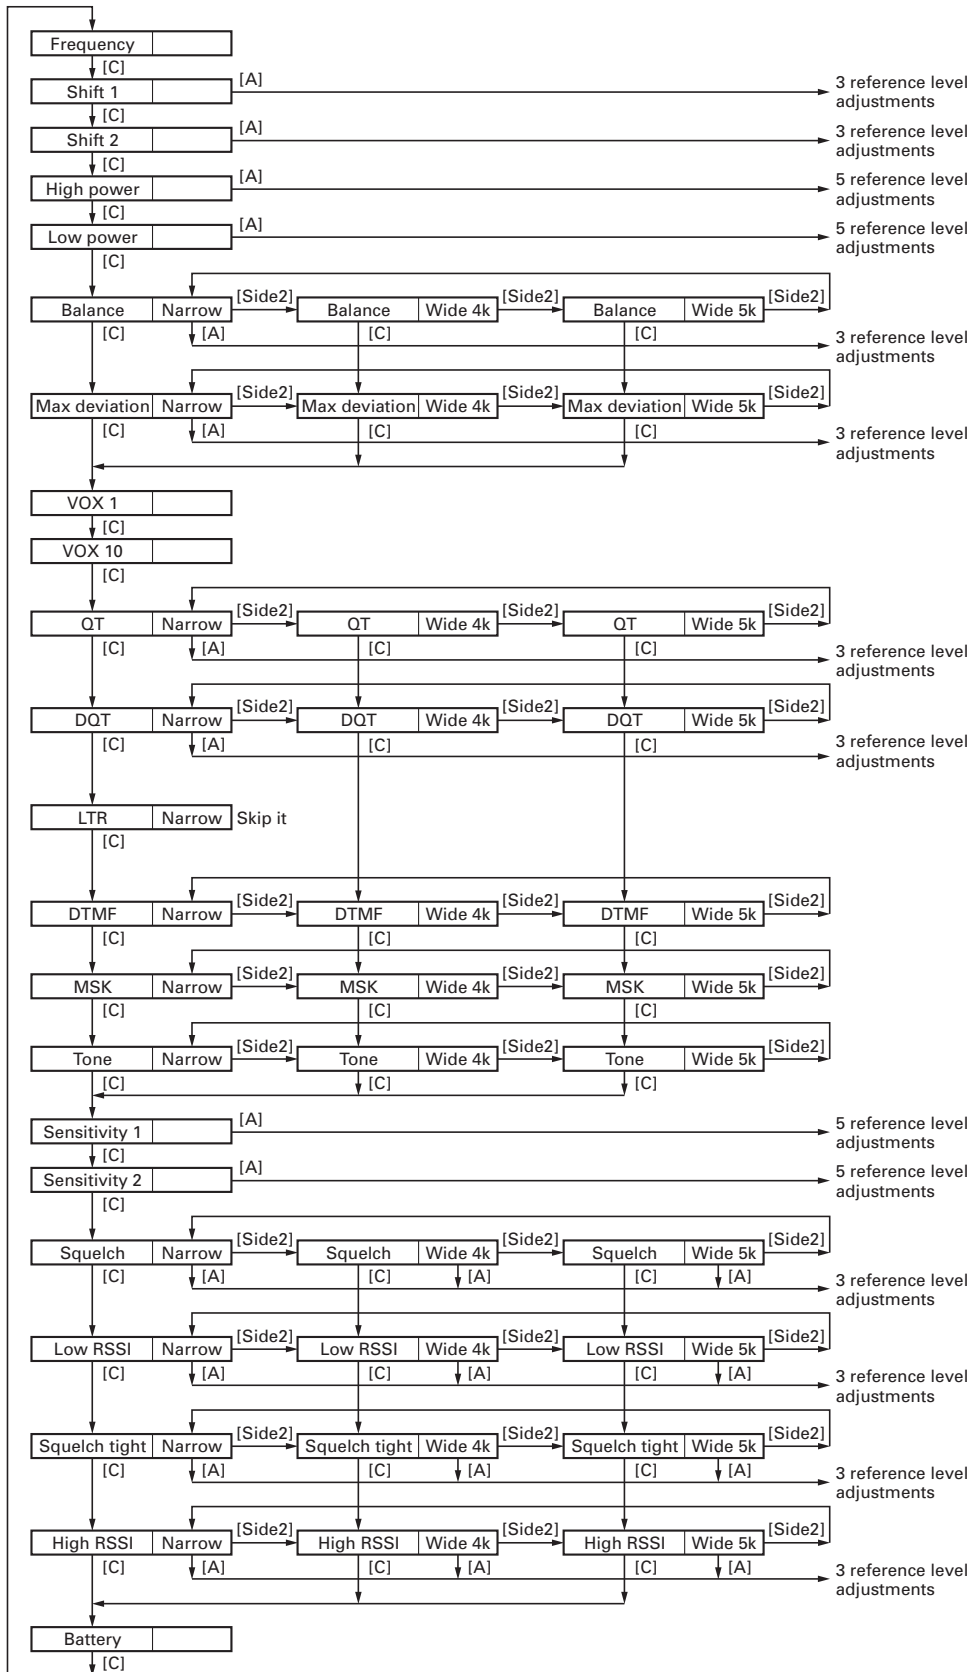 Frequency
[C]
Shift 1 [A] 3 reference level
adjustments
[C]
Shift 2 [A] 3 reference level
adjustments
[C]
High power [A] 5 reference level
adjustments
[C]
Low power [A] 5 reference level
adjustments
[C]
Balance Narrow [Side2] Balance Wide 4k [Side2] Balance Wide 5k [Side2]
[C] [A] [C] [C] 3 reference level
adjustments
Max deviation Narrow [Side2] Max deviation Wide 4k [Side2] Max deviation Wide 5k [Side2]
[C] [A] [C] [C] 3 reference level
adjustments
VOX 1
[C]
VOX 10
[C]
QT Narrow [Side2] QT Wide 4k [Side2] QT Wide 5k [Side2]
[C] [A] [C] [C] 3 reference level
adjustments
DQT Narrow [Side2] DQT Wide 4k [Side2] DQT Wide 5k [Side2]
[C] [A] [C] [C] 3 reference level
adjustments
LTR Narrow Skip it
[C]
DTMF Narrow [Side2] DTMF Wide 4k [Side2] DTMF Wide 5k [Side2]
[C] [C] [C]
MSK Narrow [Side2] MSK Wide 4k [Side2] MSK Wide 5k [Side2]
[C] [C] [C]
Tone Narrow [Side2] Tone Wide 4k [Side2] Tone Wide 5k [Side2]
[C] [C] [C]
Sensitivity 1 [A] 5 reference level
adjustments
[C]
Sensitivity 2 [A] 5 reference level
adjustments
[C]
Squelch Narrow [Side2] Squelch Wide 4k [Side2] Squelch Wide 5k [Side2]
[C] [A] [C] [A] [C] [A] 3 reference level
adjustments
Low RSSI Narrow [Side2] Low RSSI Wide 4k [Side2] Low RSSI Wide 5k [Side2]
[C] [A] [C] [A] [C] [A] 3 reference level
adjustments
Squelch tight Narrow [Side2] Squelch tight Wide 4k [Side2] Squelch tight Wide 5k [Side2]
[C] [A] [C] [A] [C] [A] 3 reference level
adjustments
High RSSI Narrow [Side2] High RSSI Wide 4k [Side2] High RSSI Wide 5k [Side2]
[C] [A] [C] [A] [C] [A] 3 reference level
adjustments
Battery
[C]